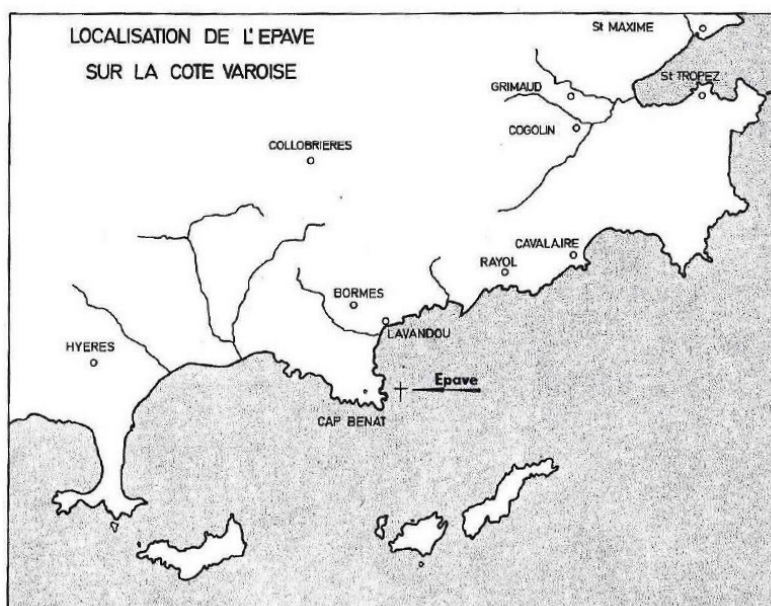 LOCALISATION DE L'EPAVE
SUR LA COTE VAROISE
St MAXIME
St TROPEZ
GRIMAUD
COGOLIN
COLLOBRIERES
CAVALAIRE
RAYOL
BORMES
LAVANDOU
HYERES
Epave
CAP BENAT